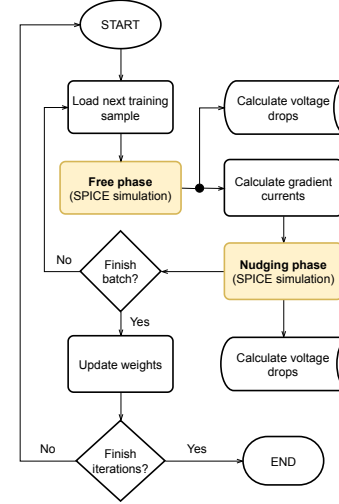 START
Load next training
sample
Calculate voltage
drops
Free phase
(SPICE simulation)
Calculate gradient
currents
No
Finish
batch?
Nudging phase
(SPICE simulation)
Yes
Update weights
Calculate voltage
drops
No
Finish
iterations?
Yes
END